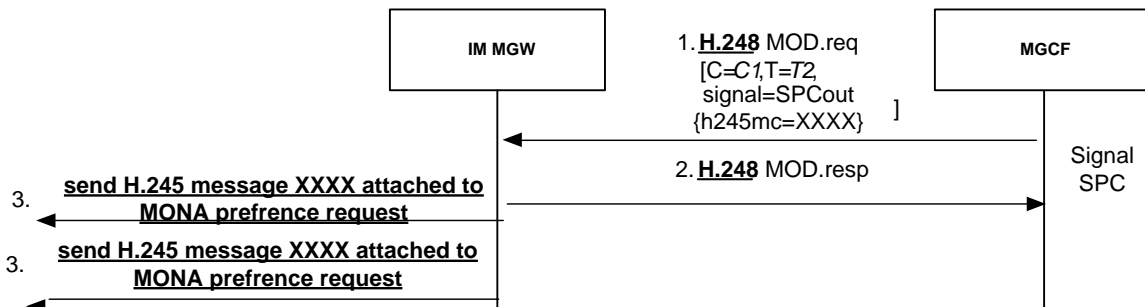 IM MGW
MGCF
1. H.248 MOD.req
[C=C1,T=T2,
signal=SPCout
{h245mc=XXXX}
]
2. H.248 MOD.resp
Signal
SPC
3. send H.245 message XXXX attached to
MONA prefrence request
3. send H.245 message XXXX attached to
MONA prefrence request